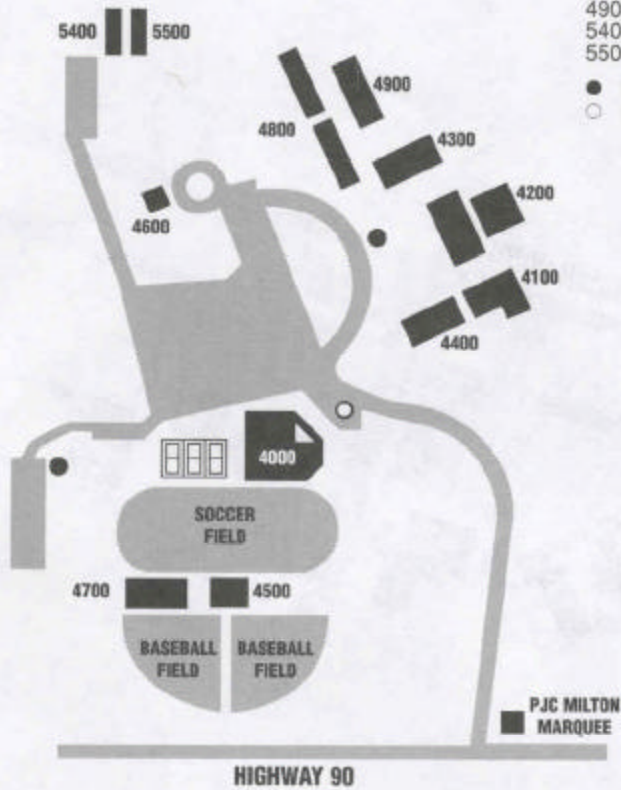 490
540
550
5400
5500
4900
4800
4300
4200
4600
4100
4400
4000
SOCCER
FIELD
4700
4500
BASEBALL
FIELD
BASEBALL
FIELD
PJC MILTON
MARQUEE
HIGHWAY 90